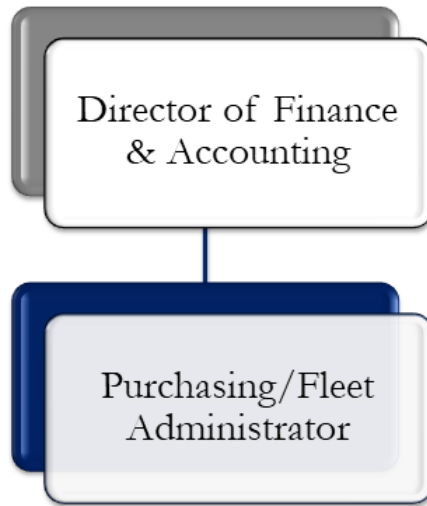 Director of Finance
& Accounting
Purchasing/Fleet
Administrator